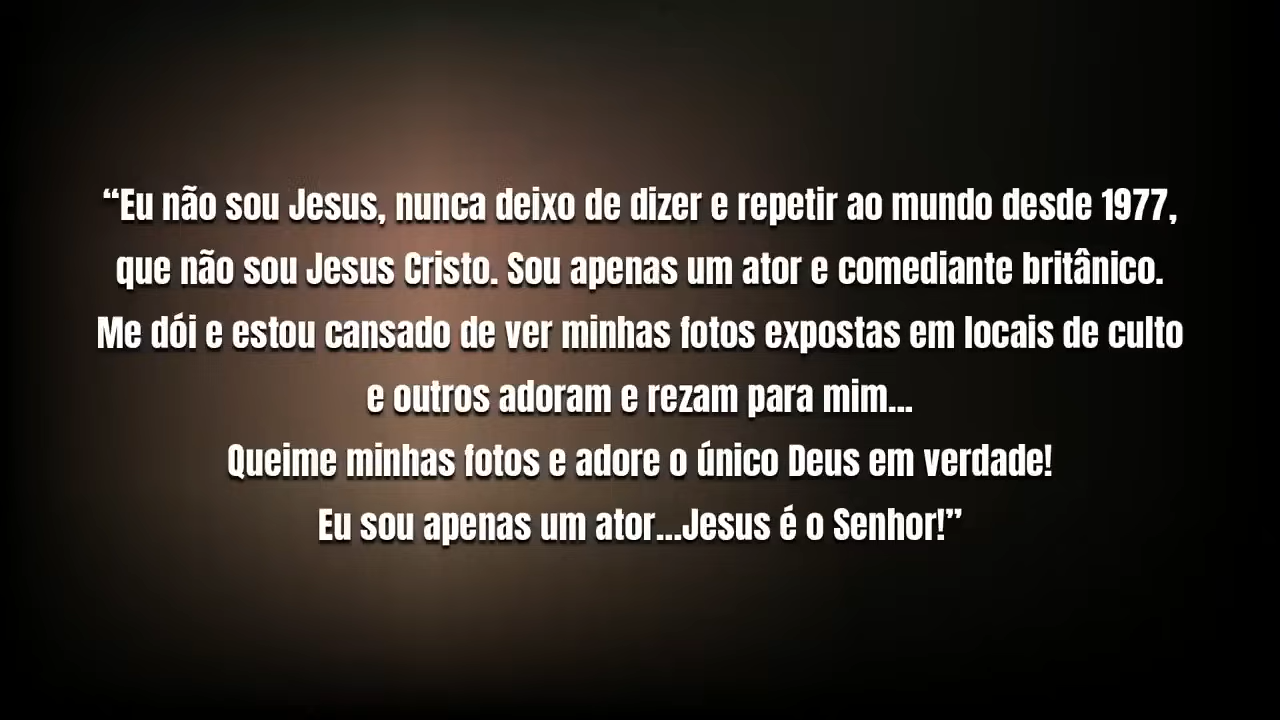 “Eu não sou Jesus, nunca deixo de dizer e repetir ao mundo desde 1977,
que não sou Jesus Cristo. Sou apenas um ator e comediante britânico.
Me dói e estou cansado de ver minhas fotos expostas em locais de culto
e outros adoram e rezam para mim...
Queime minhas fotos e adore o único Deus em verdade!
Eu sou apenas um ator...Jesus é o Senhor!”